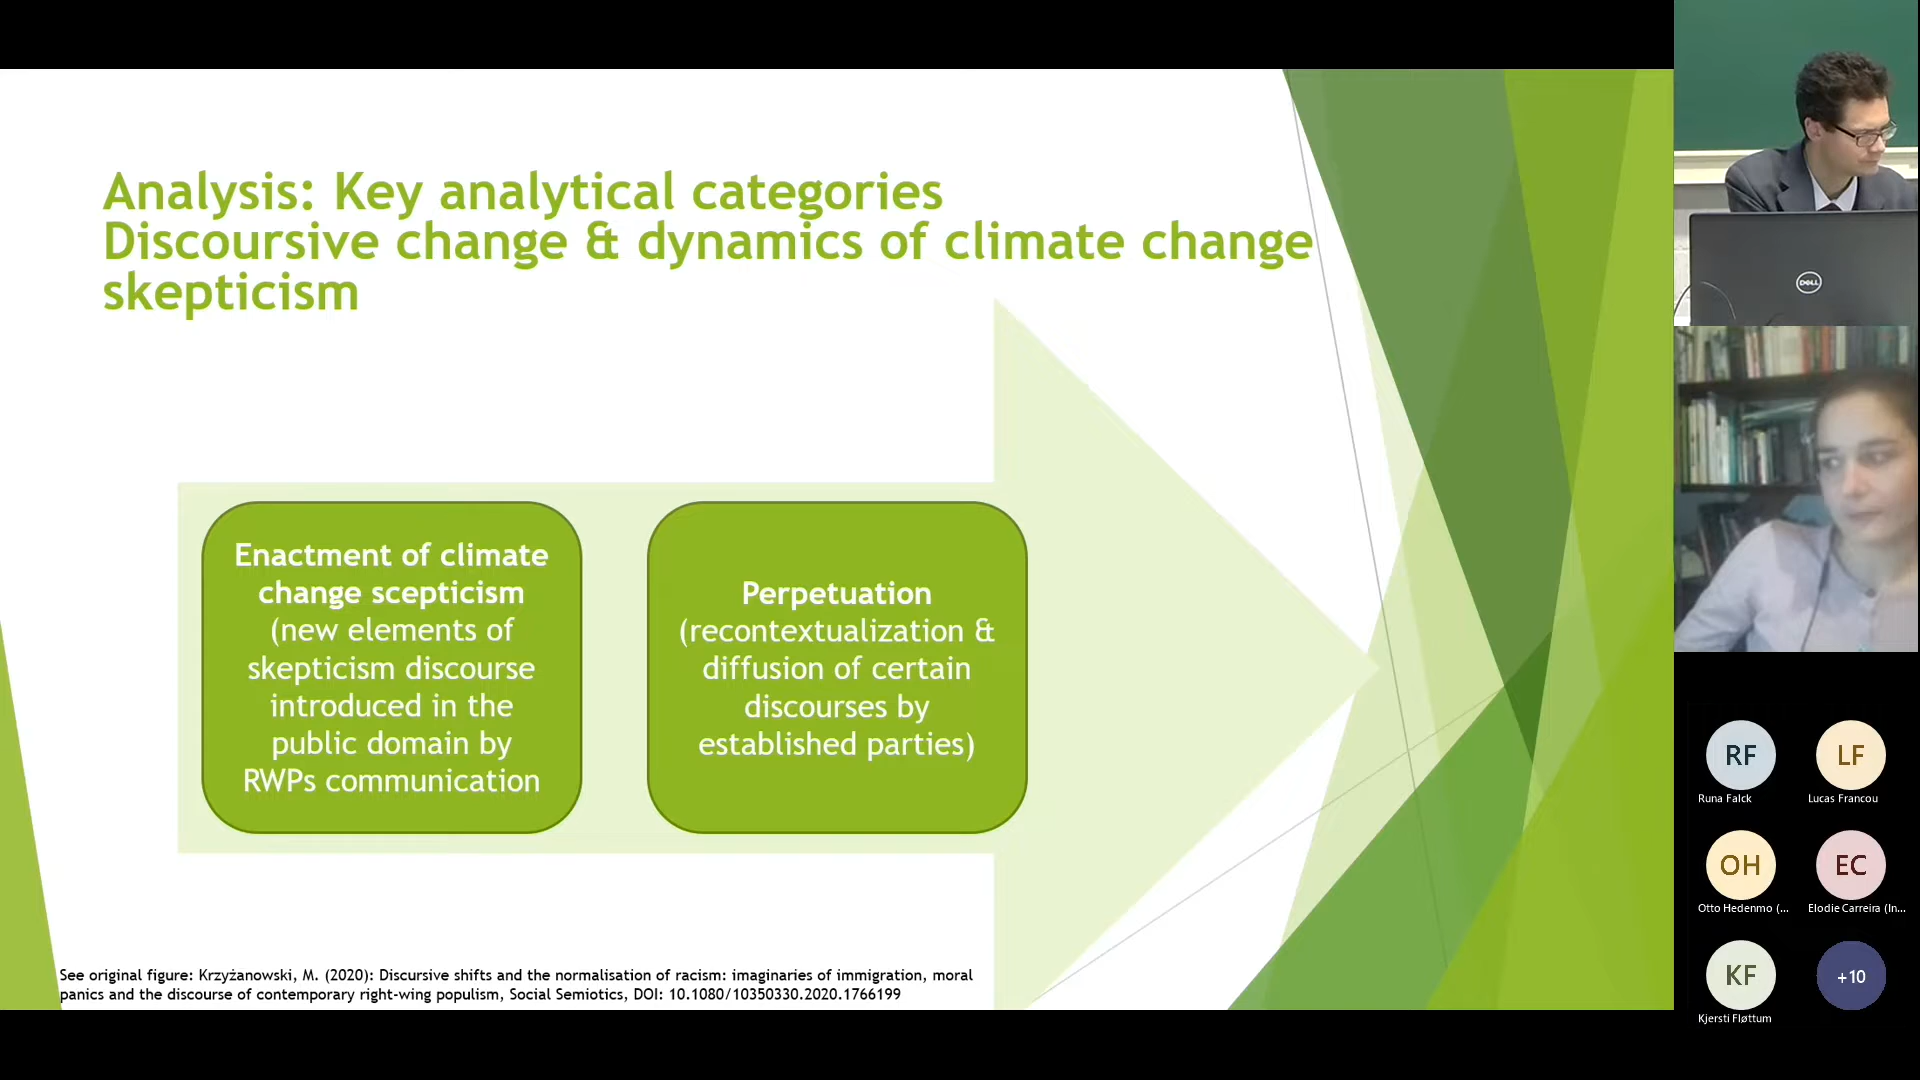 Analysis: Key analytical categories
Discoursive change & dynamics of climate change
skepticism
Enactment of climate
change scepticism
(new elements of
skepticism discourse
introduced in the
public domain by
RWPs communication
Perpetuation
(recontextualization &
diffusion of certain
discourses by
established parties)
See original figure: Krzyżanowski, M. (2020): Discursive shifts and the normalisation of racism: imaginaries of immigration, moral
panics and the discourse of contemporary right-wing populism, Social Semiotics, DOI: 10.1080/10350330.2020.1766199
DELL
RF
Runa Falck
LF
Lucas Francou
OH
Otto Hedenmo (...
EC
Elodie Carreira (In...
KF
Kjersti Fløttum
+10